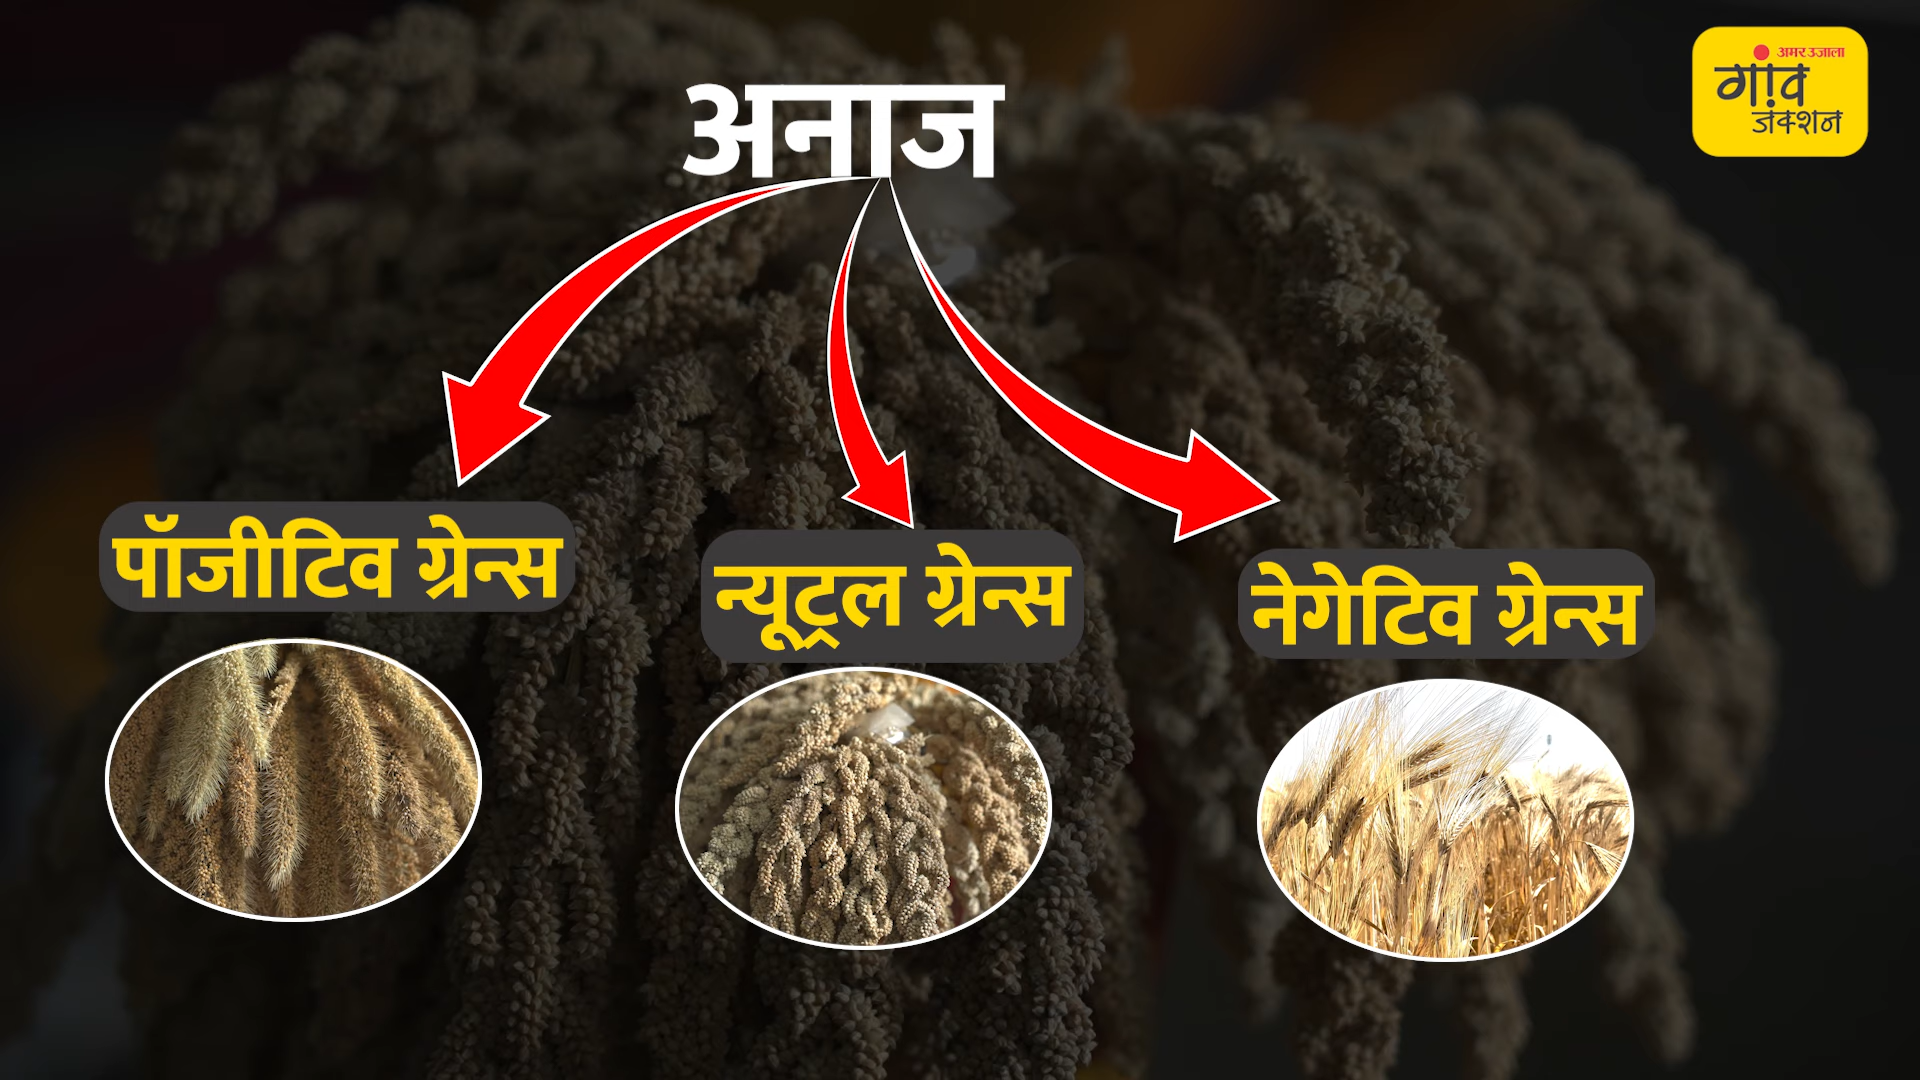 अमर उजाला
गांव
जंक्शन
अनाज
पॉजीटिव ग्रेन्स
न्यूट्रल ग्रेन्स
नेगेटिव ग्रेन्स